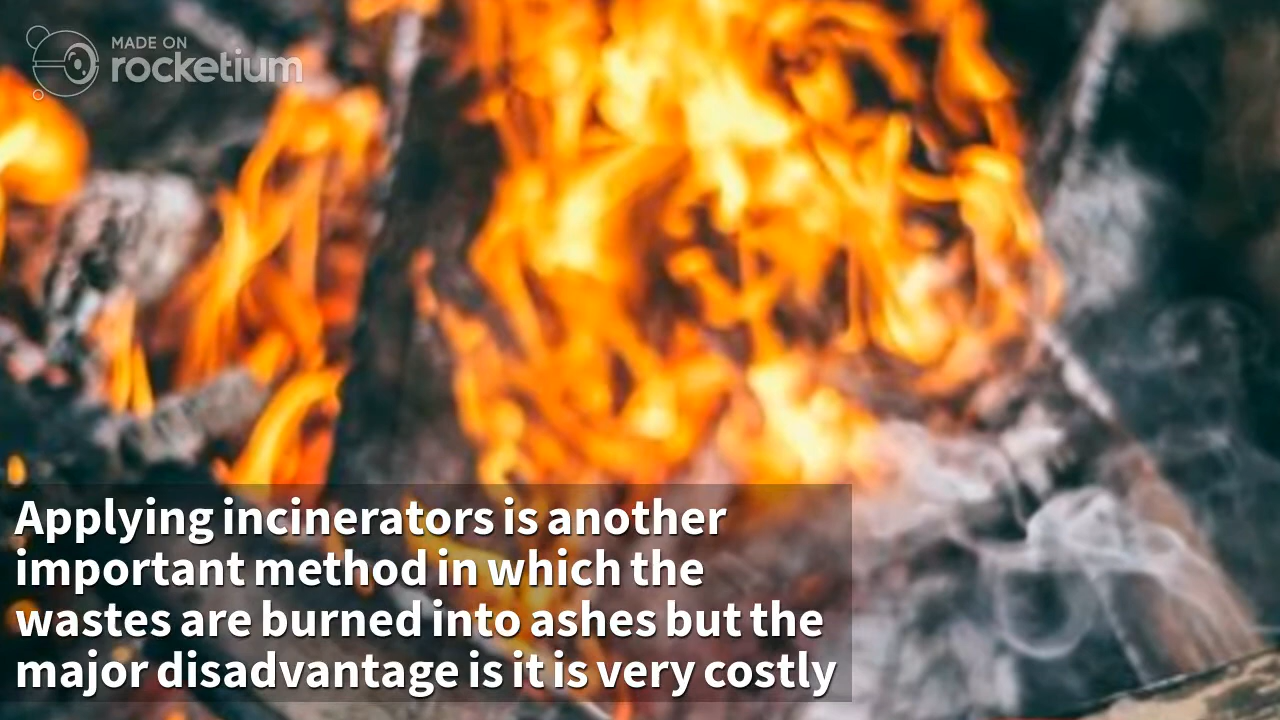 MADE ON
rocketium
Applying incinerators is another
important method in which the
wastes are burned into ashes but the
major disadvantage is it is very costly